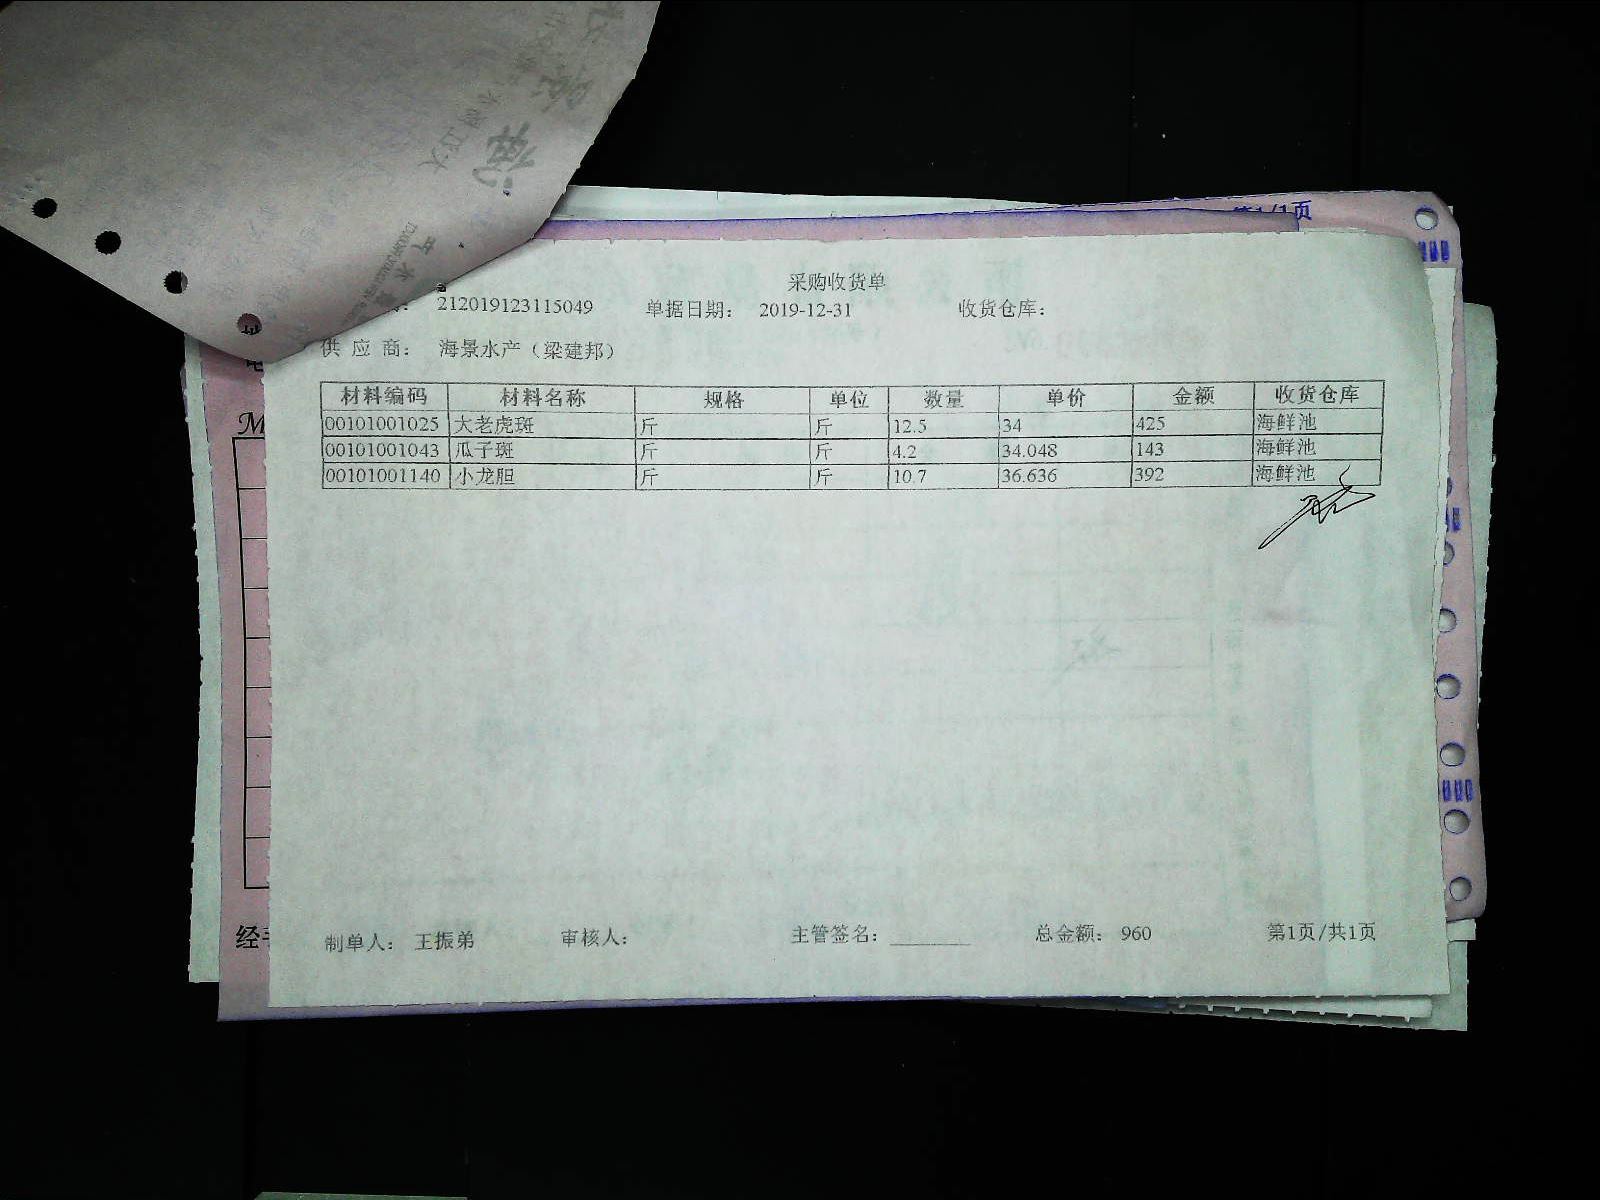 采购收货单
212019123115049 单据日期: 2019-12-31 收货仓库:
供 应 商: 海景水产（梁建邦）
材料编码 材料名称 规格 单位 数量 单价 金额 收货仓库
00101001025 大老虎斑 斤 斤 12.5 34 425 海鲜池
00101001043 瓜子斑 斤 斤 4.2 34.048 143 海鲜池
00101001140 小龙胆 斤 斤 10.7 36.636 392 海鲜池
制单人: 王振弟 审核人: 主管签名: 总金额: 960 第1页/共1页